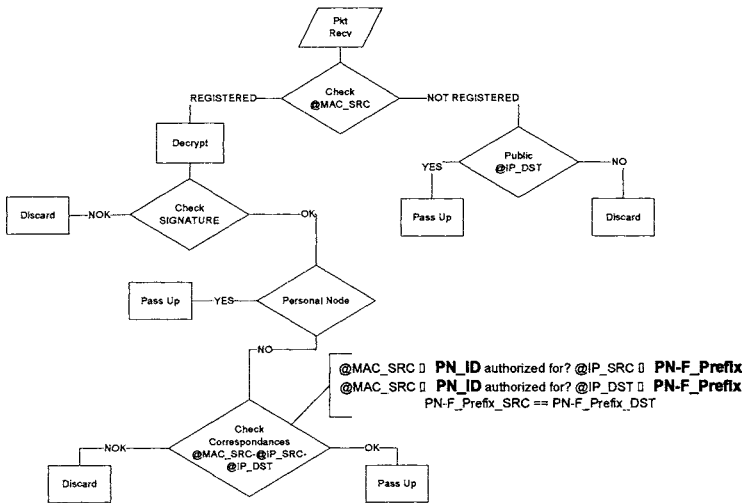 Pkt
Recv
Check
@MAC_SRC
REGISTERED
NOT REGISTERED
Decrypt
Public
@IP_DST
YES
NO
Check
SIGNATURE
Discard
NOK
OK
Pass Up
Discard
Pass Up
YES
Personal Node
NO
@MAC_SRC ▯ PN_ID authorized for? @IP_SRC ▯ PN-F_Prefix
@MAC_SRC ▯ PN_ID authorized for? @IP_DST ▯ PN-F_Prefix
PN-F_Prefix_SRC == PN-F_Prefix_DST
Check
Correspondances
@MAC_SRC-@IP_SRC-
@IP_DST
NOK
OK
Discard
Pass Up